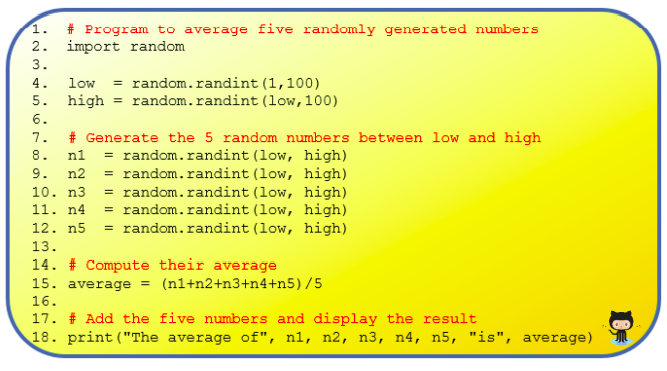 1.  # Program to average five randomly generated numbers
2.  import random
3.
4.  low  = random.randint(1,100)
5.  high = random.randint(low,100)
6.
7.  # Generate the 5 random numbers between low and high
8.  n1  = random.randint(low, high)
9.  n2  = random.randint(low, high)
10. n3  = random.randint(low, high)
11. n4  = random.randint(low, high)
12. n5  = random.randint(low, high)
13.
14. # Compute their average
15. average = (n1+n2+n3+n4+n5)/5
16.
17. # Add the five numbers and display the result
18. print("The average of", n1, n2, n3, n4, n5, "is", average)